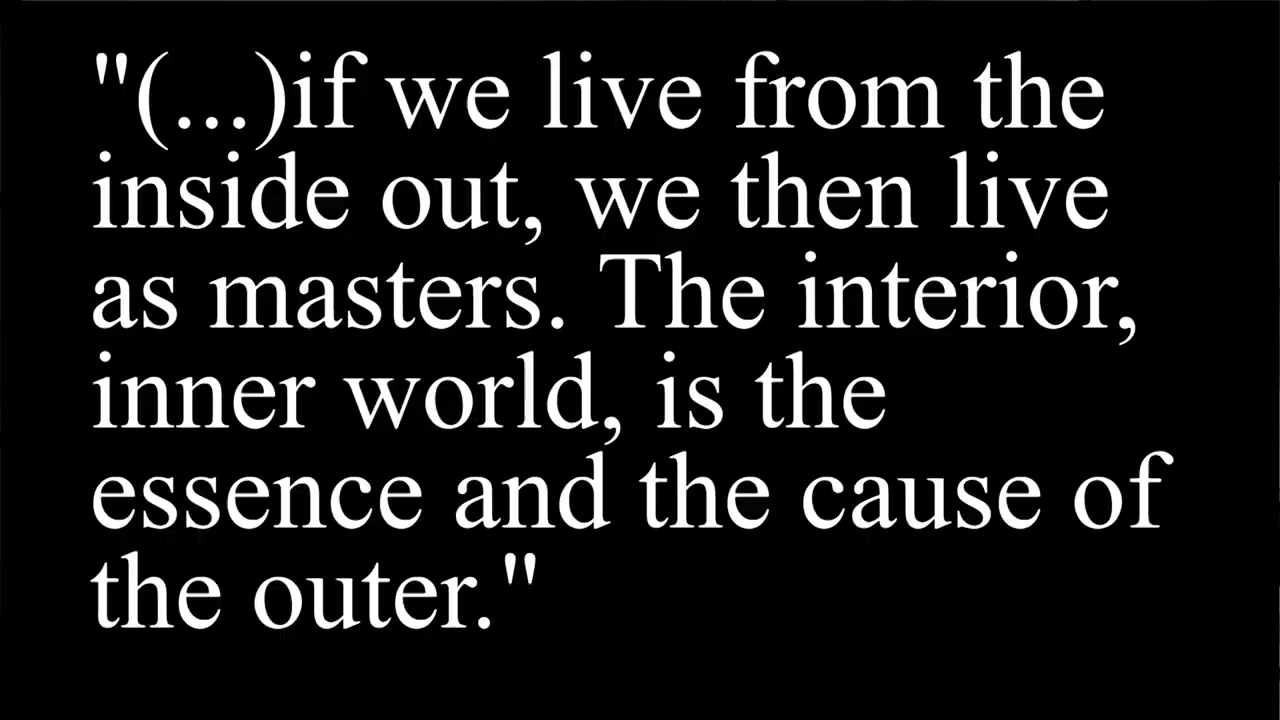 "(...)if we live from the
inside out, we then live
as masters. The interior,
inner world, is the
essence and the cause of
the outer."